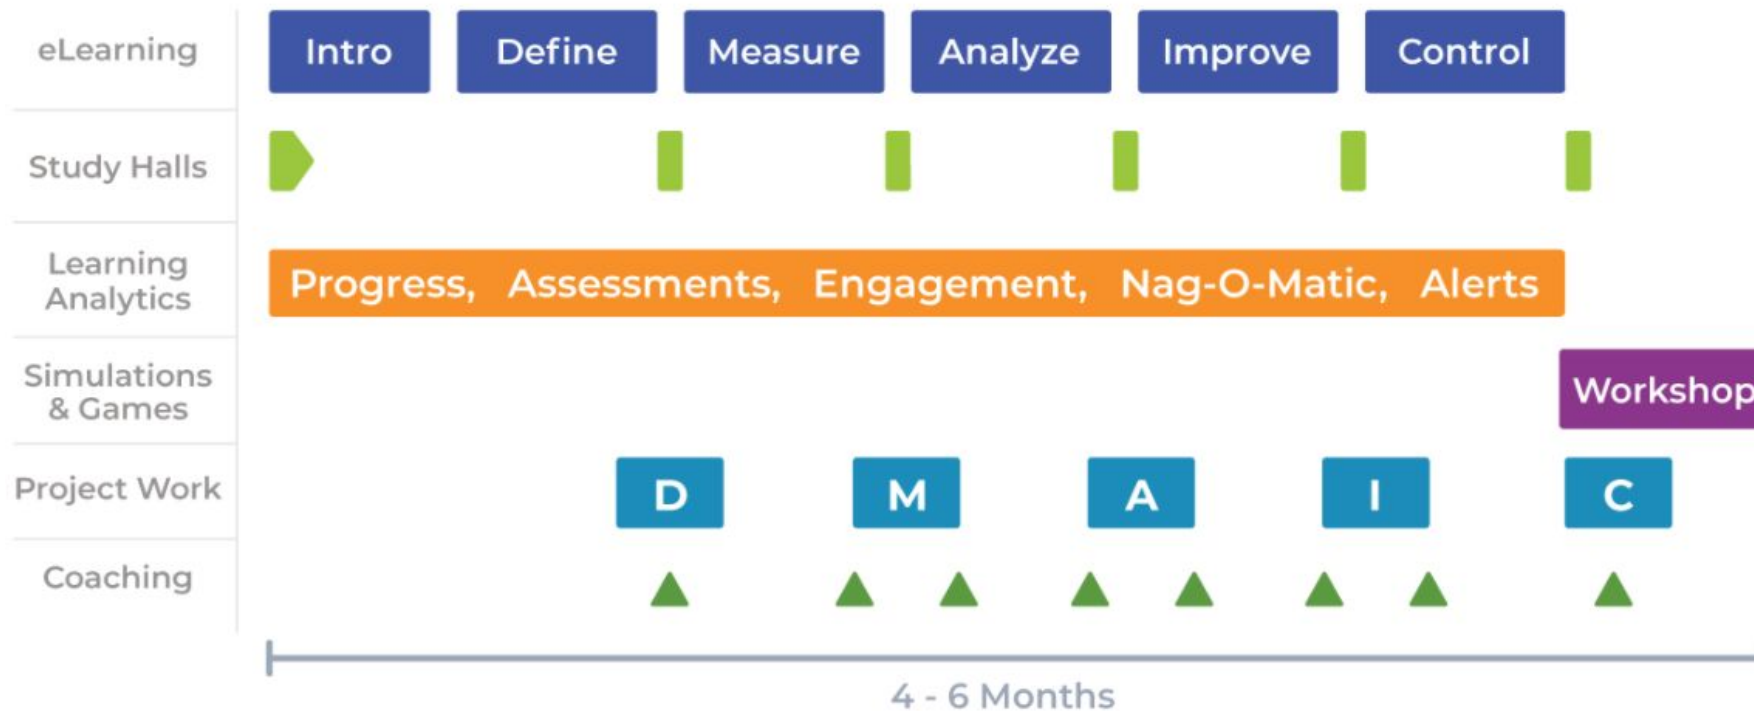 eLearning
Intro Define Measure Analyze Improve Control
Study Halls
Learning
Analytics
Progress, Assessments, Engagement, Nag-O-Matic, Alerts
Simulations
& Games
Workshop
Project Work
D M A I C
Coaching
4 - 6 Months